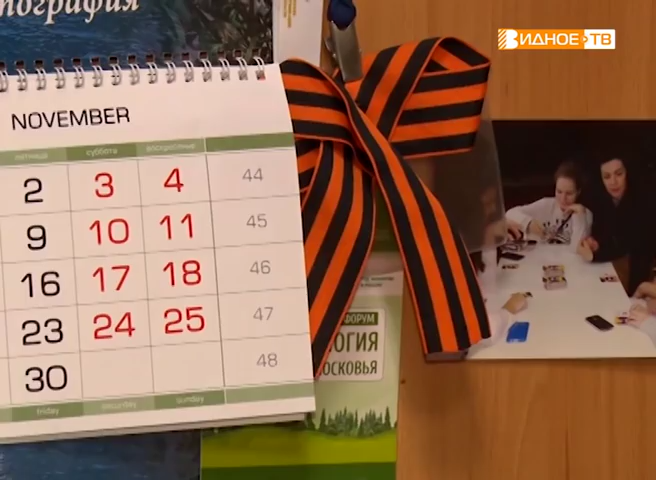 ография
ВИДНОЕ ТВ
NOVEMBER
пятница суббота воскресенье
2 3 4 44
9 10 11 45
16 17 18 46
23 24 25 47
30 48
friday saturday sunday
ФОРУМ
ЛОГИЯ
ОСКОВЬЯ